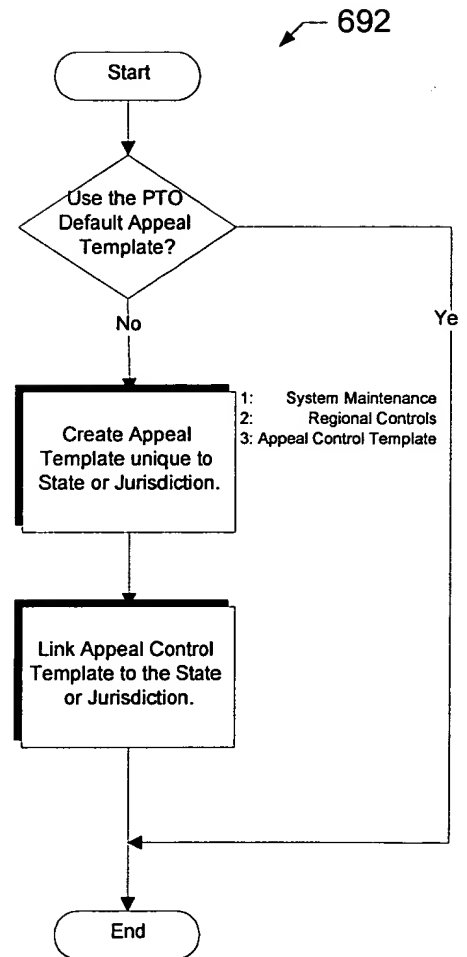 692
Start
Use the PTO
Default Appeal
Template?
No
Ye
Create Appeal
Template unique to
State or Jurisdiction.
1: System Maintenance
2: Regional Controls
3: Appeal Control Template
Link Appeal Control
Template to the State
or Jurisdiction.
End